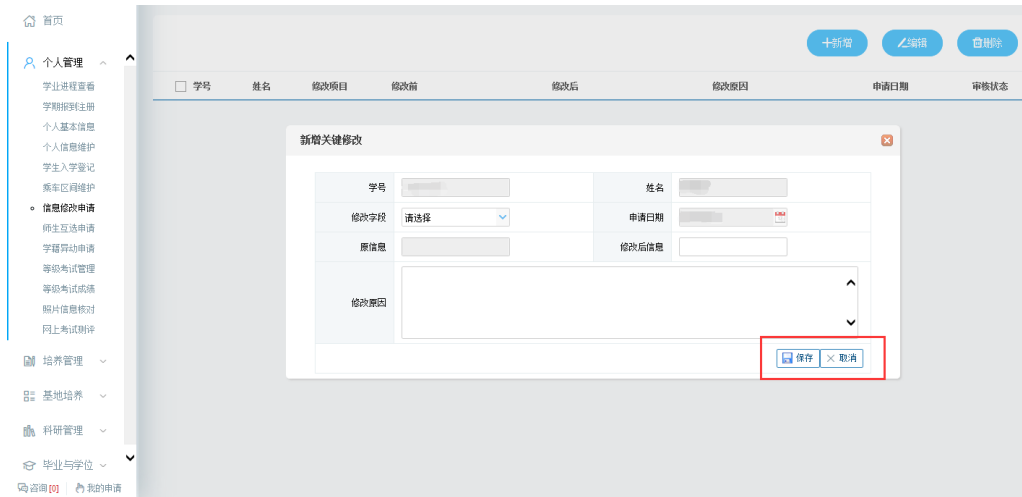 首页
个人管理
学业进程查看
学期报到注册
个人基本信息
个人信息维护
学生入学登记
乘车区间维护
信息修改申请
师生互选申请
学籍异动申请
等级考试管理
等级考试成绩
照片信息核对
网上考试测评
培养管理
基地培养
科研管理
毕业与学位
咨询[0] 我的申请
新增 编辑 删除
学号 姓名 修改项目 修改前 修改后 修改原因 申请日期 审核状态
新增关键修改
学号 姓名
修改字段 请选择 申请日期
原信息 修改后信息
修改原因
保存 取消